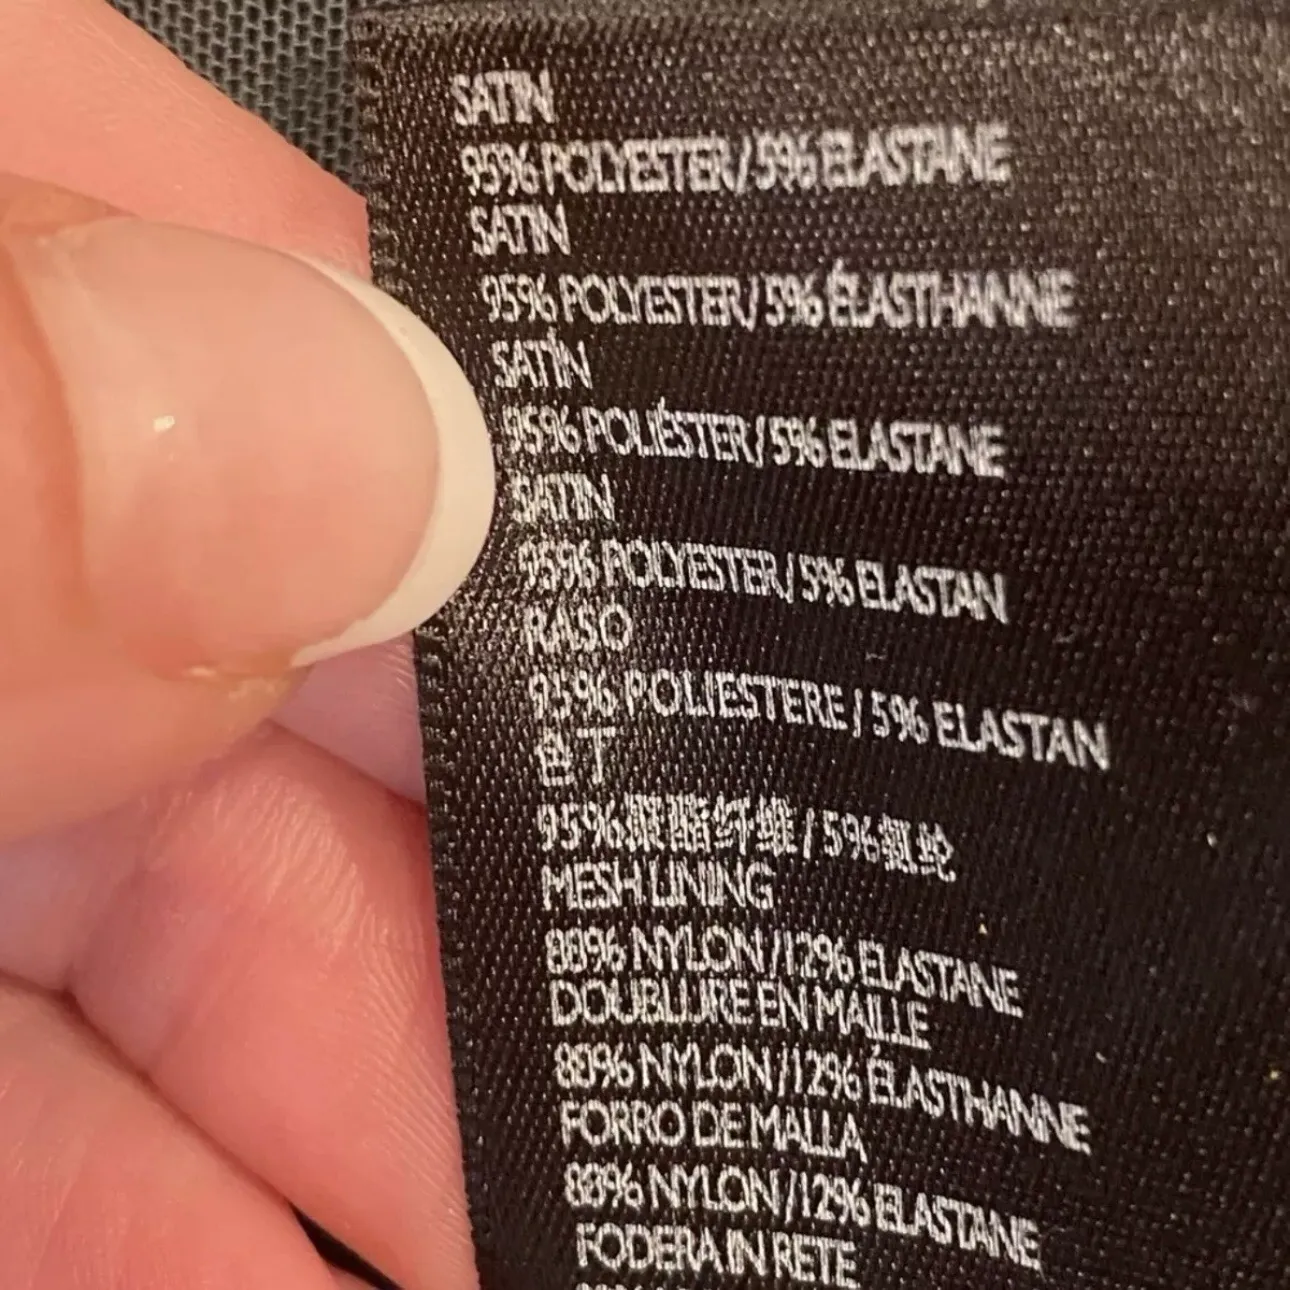 SATIN
95% POLYESTER / 5% ELASTANE
SATIN
95% POLYESTER / 5% ÉLASTHANNE
SATÍN
95% POLIÉSTER / 5% ELASTANE
SATIN
95% POLYESTER / 5% ELASTAN
RASO
95% POLIESTERE / 5% ELASTAN
色丁
95%聚酯纤维 / 5%氨纶
MESH LINING
88% NYLON / 12% ELASTANE
DOUBLURE EN MAILLE
88% NYLON / 12% ÉLASTHANNE
FORRO DE MALLA
88% NYLON / 12% ELASTANE
FODERA IN RETE